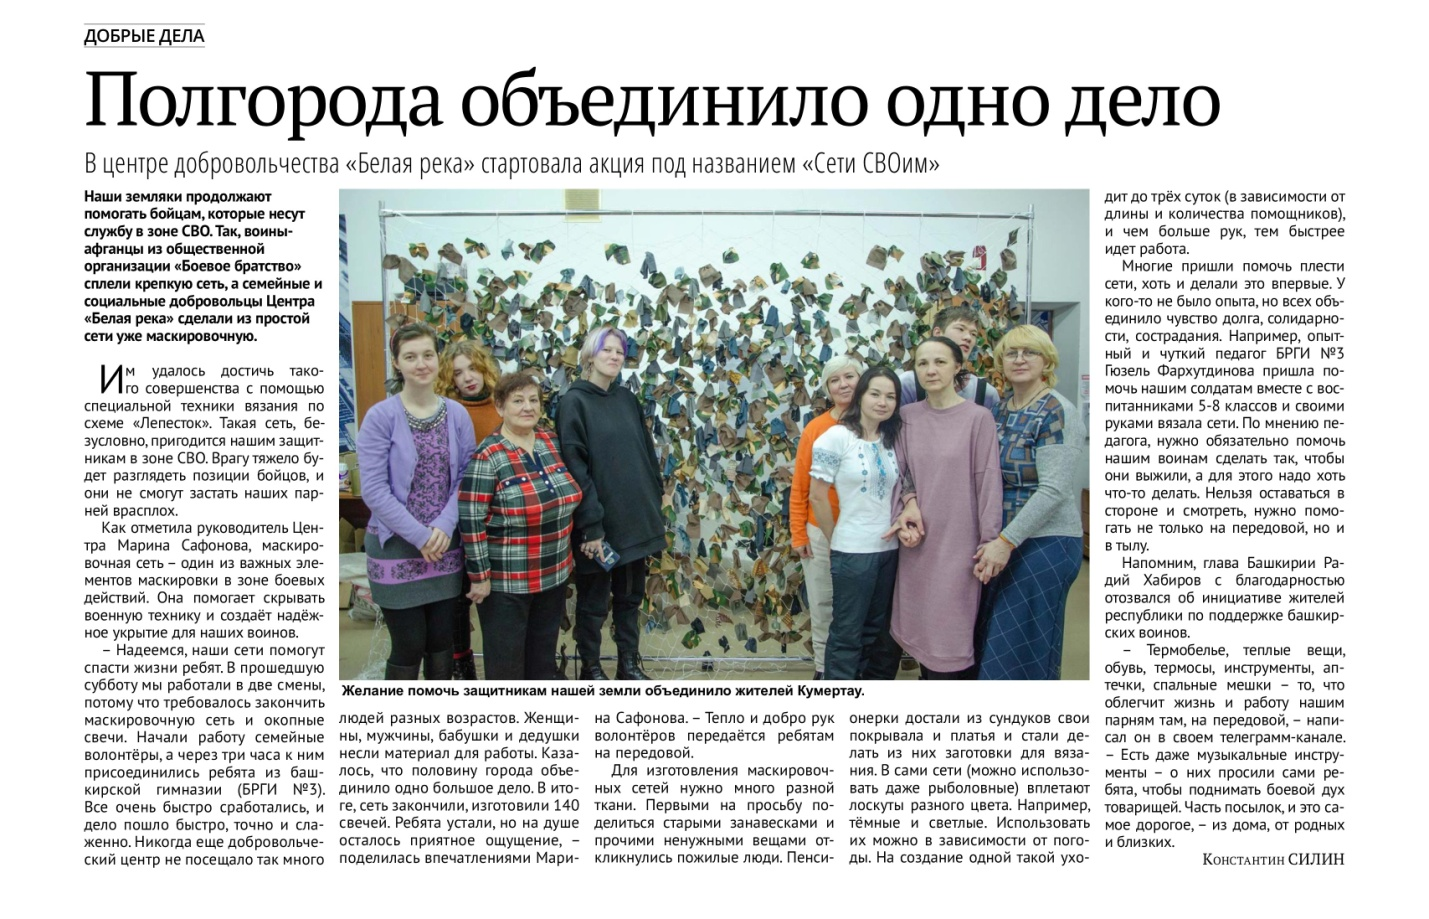 ДОБРЫЕ ДЕЛА
Полгорода объединило одно дело
В центре добровольчества «Белая река» стартовала акция под названием «Сети СВОим»
Наши земляки продолжают
помогать бойцам, которые несут
службу в зоне СВО. Так, воины-
афганцы из общественной
организации «Боевое братство»
сплели крепкую сеть, а семейные и
социальные добровольцы Центра
«Белая река» сделали из простой
сети уже маскировочную.
Им удалось достичь тако-
го совершенства с помощью
специальной техники вязания по
схеме «Лепесток». Такая сеть, бе-
зусловно, пригодится нашим защит-
никам в зоне СВО. Врагу тяжело бу-
дет разглядеть позиции бойцов, и
они не смогут застать наших пар-
ней врасплох.
Как отметила руководитель Цен-
тра Марина Сафонова, маскиро-
вочная сеть – один из важных эле-
ментов маскировки в зоне боевых
действий. Она помогает скрывать
военную технику и создаёт надёж-
ное укрытие для наших воинов.
– Надеемся, наши сети помогут
спасти жизни ребят. В прошедшую
субботу мы работали в две смены,
потому что требовалось закончить
маскировочную сеть и окопные
свечи. Начали работу семейные
волонтёры, а через три часа к ним
присоединились ребята из баш-
кирской гимназии (БРГИ №3).
Все очень быстро сработались, и
дело пошло быстро, точно и сла-
женно. Никогда еще добровольче-
ский центр не посещало так много
Желание помочь защитникам нашей земли объединило жителей Кумертау.
людей разных возрастов. Женщи-
ны, мужчины, бабушки и дедушки
несли материал для работы. Каза-
лось, что половину города объе-
динило одно большое дело. В ито-
ге, сеть закончили, изготовили 140
свечей. Ребята устали, но на душе
осталось приятное ощущение, –
поделилась впечатлениями Мари-
на Сафонова. – Тепло и добро рук
волонтёров передаётся ребятам
на передовой.
Для изготовления маскировоч-
ных сетей нужно много разной
ткани. Первыми на просьбу по-
делиться старыми занавесками и
прочими ненужными вещами от-
кликнулись пожилые люди. Пенси-
онерки достали из сундуков свои
покрывала и платья и стали де-
лать из них заготовки для вяза-
ния. В сами сети (можно использо-
вать даже рыболовные) вплетают
лоскуты разного цвета. Например,
тёмные и светлые. Использовать
их можно в зависимости от пого-
ды. На создание одной такой ухо-
дит до трёх суток (в зависимости от
длины и количества помощников),
и чем больше рук, тем быстрее
идет работа.
Многие пришли помочь плести
сети, хоть и делали это впервые. У
кого-то не было опыта, но всех объ-
единило чувство долга, солидарно-
сти, сострадания. Например, опыт-
ный и чуткий педагог БРГИ №3
Гюзель Фархутдинова пришла по-
мочь нашим солдатам вместе с вос-
питанниками 5-8 классов и своими
руками вязала сети. По мнению пе-
дагога, нужно обязательно помочь
нашим воинам сделать так, чтобы
они выжили, а для этого надо хоть
что-то делать. Нельзя оставаться в
стороне и смотреть, нужно помо-
гать не только на передовой, но и
в тылу.
Напомним, глава Башкирии Ра-
дий Хабиров с благодарностью
отозвался об инициативе жителей
республики по поддержке башкир-
ских воинов.
– Термобелье, теплые вещи,
обувь, термосы, инструменты, ап-
течки, спальные мешки – то, что
облегчит жизнь и работу нашим
парням там, на передовой, – напи-
сал он в своем телеграмм-канале.
– Есть даже музыкальные инстру-
менты – о них просили сами ре-
бята, чтобы поднимать боевой дух
товарищей. Часть посылок, и это са-
мое дорогое, – из дома, от родных
и близких.
Константин СИЛИН